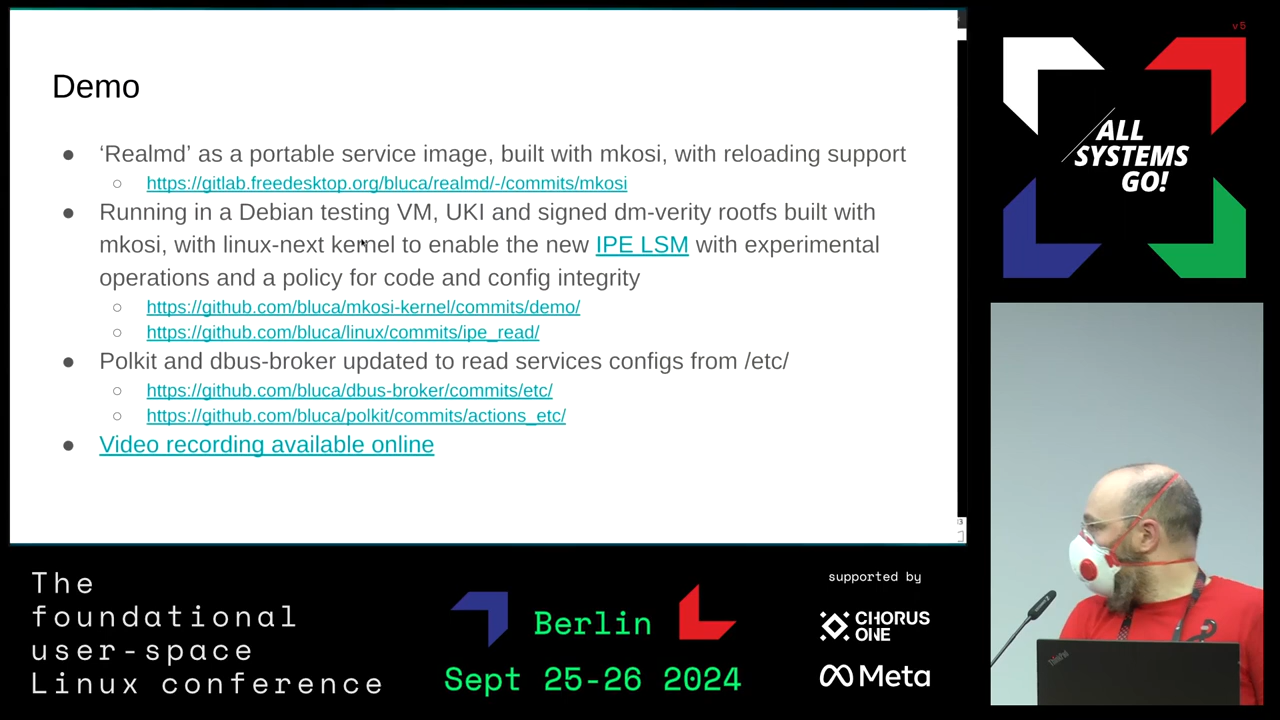 Demo
● ‘Realmd’ as a portable service image, built with mkosi, with reloading support
○ https://gitlab.freedesktop.org/bluca/realmd/-/commits/mkosi
● Running in a Debian testing VM, UKI and signed dm-verity rootfs built with
mkosi, with linux-next kernel to enable the new IPE LSM with experimental
operations and a policy for code and config integrity
○ https://github.com/bluca/mkosi-kernel/commits/demo/
○ https://github.com/bluca/linux/commits/ipe_read/
● Polkit and dbus-broker updated to read services configs from /etc/
○ https://github.com/bluca/dbus-broker/commits/etc/
○ https://github.com/bluca/polkit/commits/actions_etc/
● Video recording available online
v5
ALL
SYSTEMS
GO!
The
foundational
user-space
Linux conference
Berlin
Sept 25-26 2024
supported by
CHORUS
ONE
Meta
ThinkPad